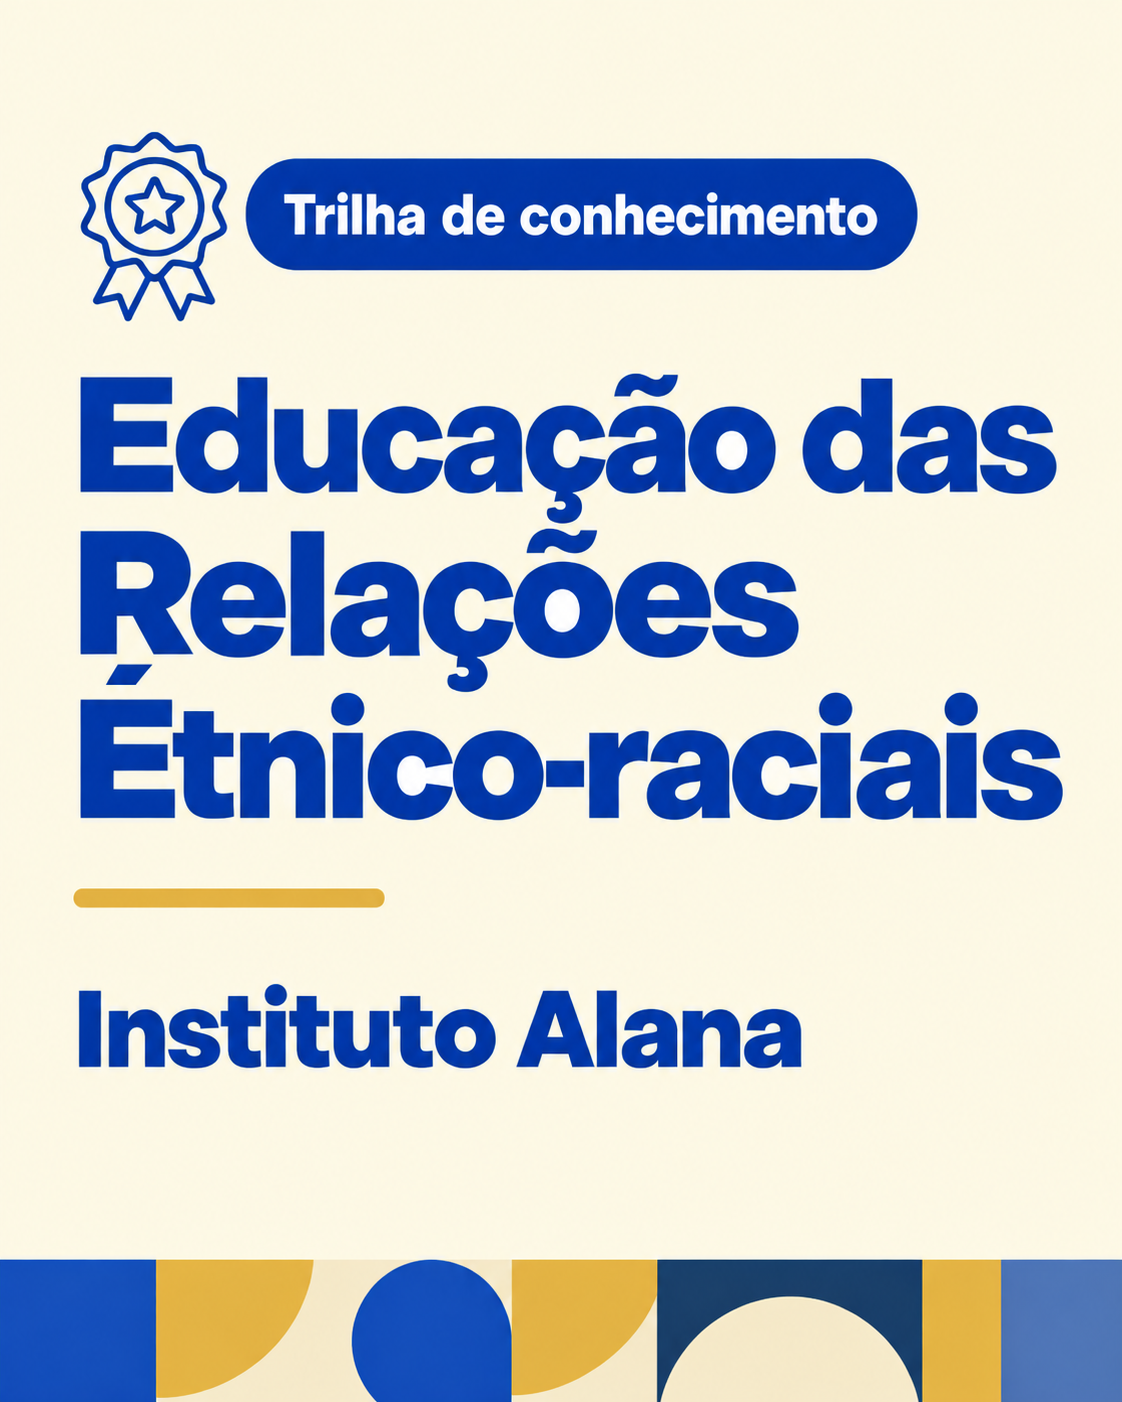 Trilha de conhecimento
Educação das
Relações
Étnico-raciais
Instituto Alana